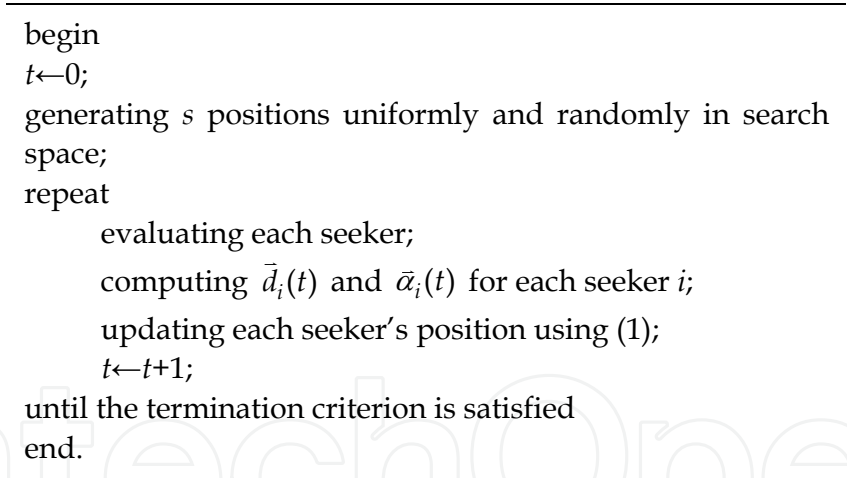 begin
t←0;
generating s positions uniformly and randomly in search
space;
repeat
evaluating each seeker;
computing d⃗ᵢ(t) and α⃗ᵢ(t) for each seeker i;
updating each seeker's position using (1);
t←t+1;
until the termination criterion is satisfied
end.